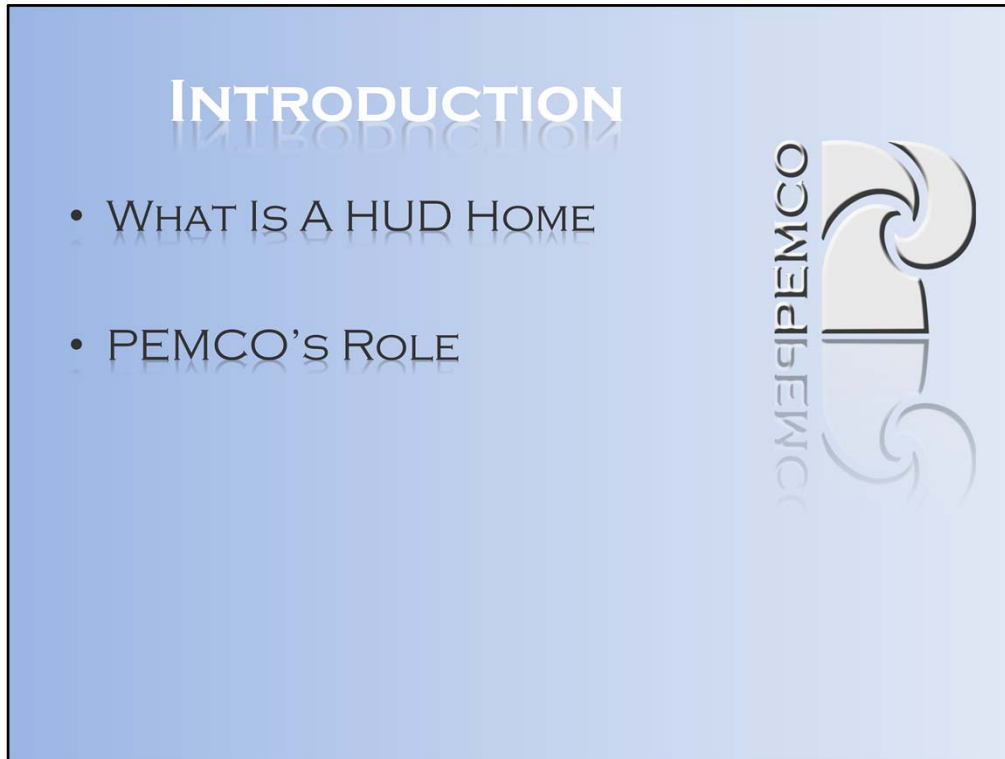 Introduction
• What Is A HUD Home
• PEMCO’s Role
PEMCO